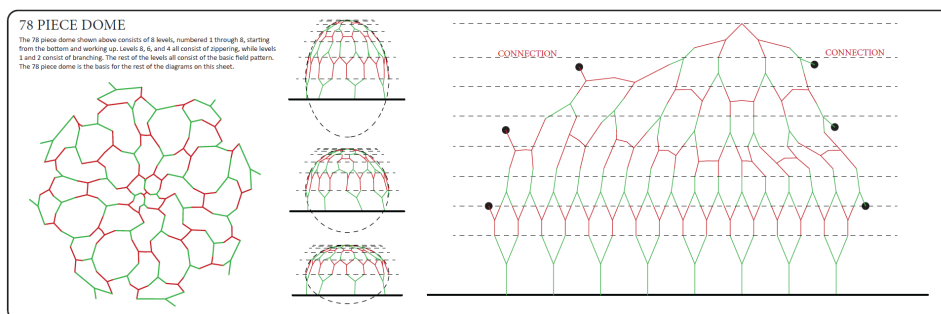 78 PIECE DOME
The 78 piece dome shown above consists of 8 levels, numbered 1 through 8, starting
from the bottom and working up. Levels 8, 6, and 4 all consist of zippering, while levels
1 and 2 consist of branching. The rest of the levels all consist of the basic field pattern.
The 78 piece dome is the basis for the rest of the diagrams on this sheet.
CONNECTION
CONNECTION